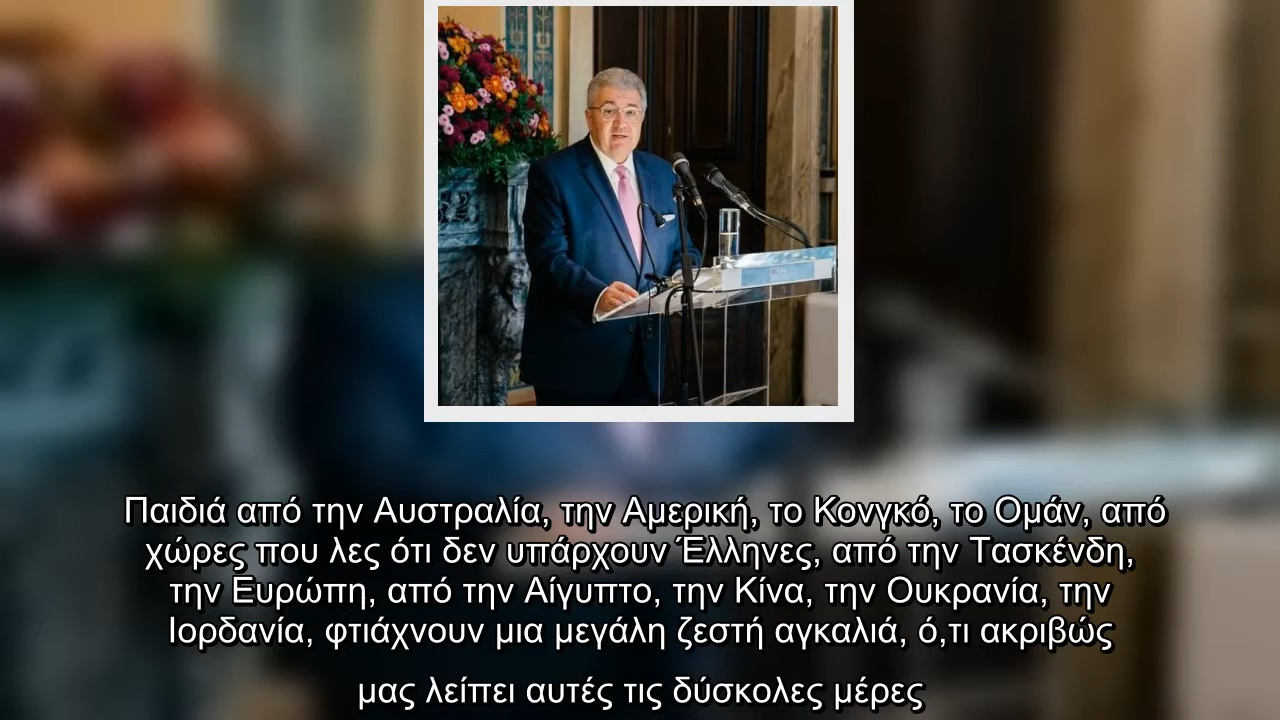 Παιδιά από την Αυστραλία, την Αμερική, το Κονγκό, το Ομάν, από
χώρες που λες ότι δεν υπάρχουν Έλληνες, από την Τασκένδη,
την Ευρώπη, από την Αίγυπτο, την Κίνα, την Ουκρανία, την
Ιορδανία, φτιάχνουν μια μεγάλη ζεστή αγκαλιά, ό,τι ακριβώς
μας λείπει αυτές τις δύσκολες μέρες